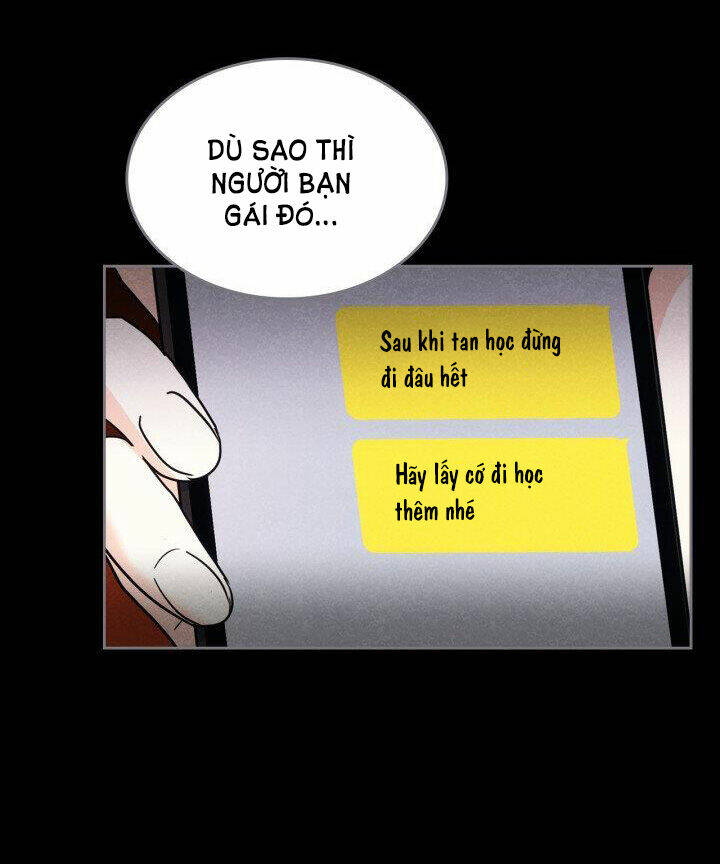 DÙ SAO THÌ
NGƯỜI BẠN
GÁI ĐÓ...
Sau khi tan học đừng
đi đâu hết
Hãy lấy cớ đi học
thêm nhé